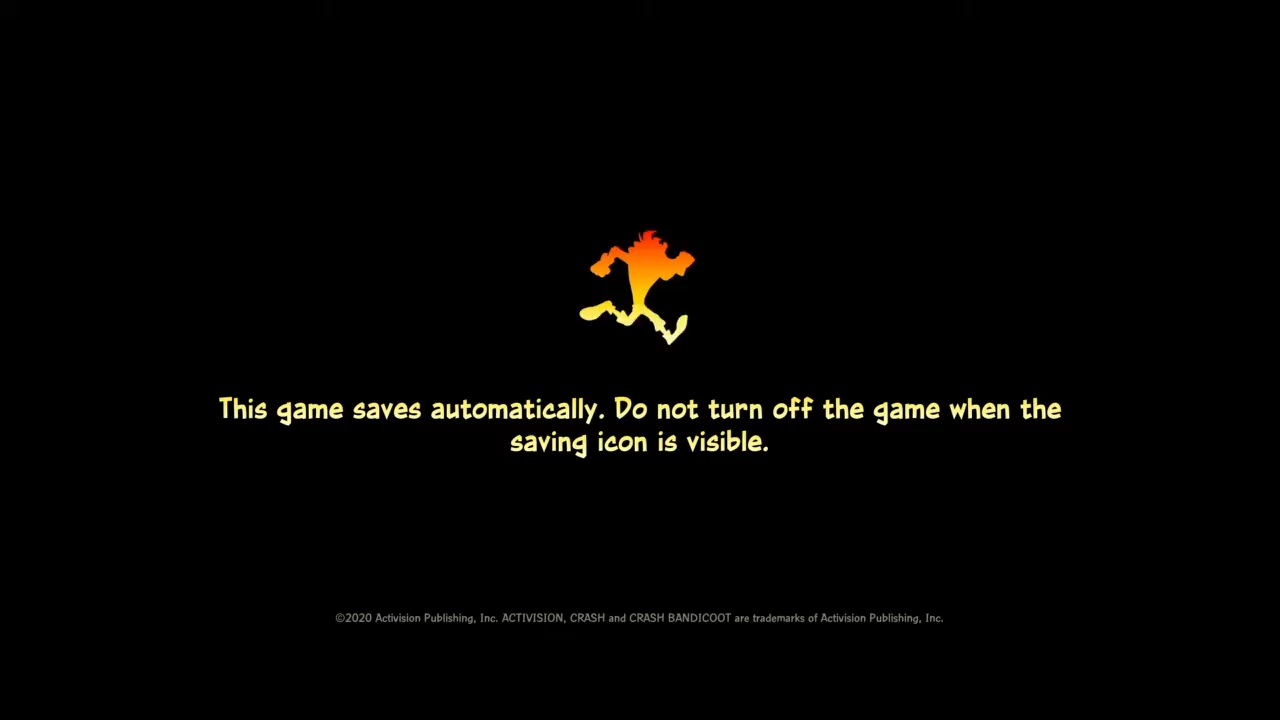 This game saves automatically. Do not turn off the game when the
saving icon is visible.
©2020 Activision Publishing, Inc. ACTIVISION, CRASH and CRASH BANDICOOT are trademarks of Activision Publishing, Inc.